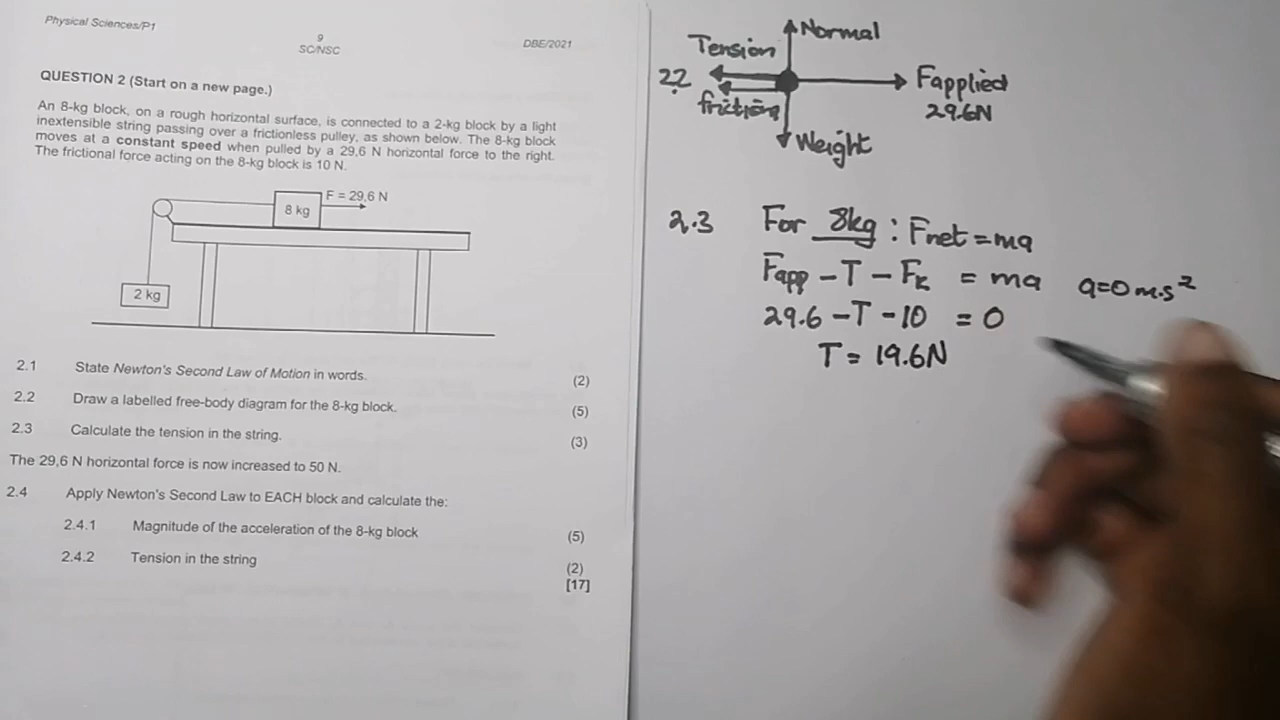 Physical Sciences/P1
9
SC/NSC
DBE/2021
QUESTION 2 (Start on a new page.)
An 8-kg block, on a rough horizontal surface, is connected to a 2-kg block by a light
inextensible string passing over a frictionless pulley, as shown below. The 8-kg block
moves at a constant speed when pulled by a 29,6 N horizontal force to the right.
The frictional force acting on the 8-kg block is 10 N.
F = 29,6 N
8 kg
2 kg
2.1 State Newton's Second Law of Motion in words. (2)
2.2 Draw a labelled free-body diagram for the 8-kg block. (5)
2.3 Calculate the tension in the string. (3)
The 29,6 N horizontal force is now increased to 50 N.
2.4 Apply Newton's Second Law to EACH block and calculate the:
2.4.1 Magnitude of the acceleration of the 8-kg block (5)
2.4.2 Tension in the string (2)
[17]
Normal
Tension
2.2
Fapplied
friction
29.6N
Weight
2.3 For 8kg : Fnet = ma
Fapp - T - Fk = ma a=0 m.s²
29.6 - T - 10 = 0
T = 19.6N